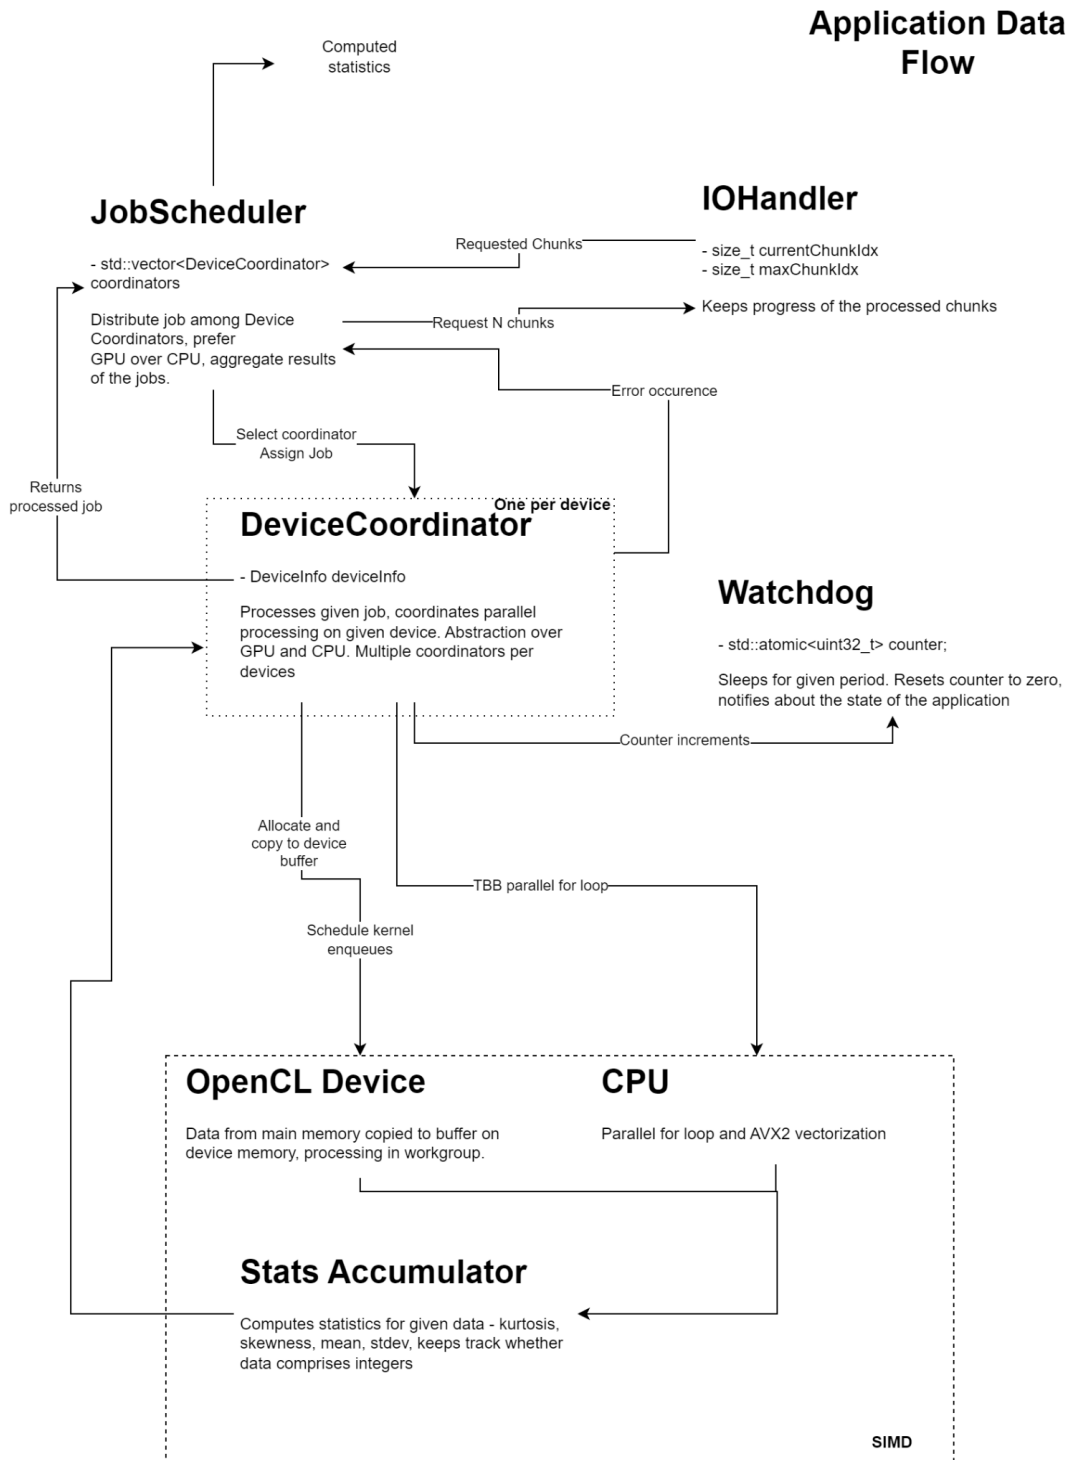 Application Data
Flow
Computed
statistics
JobScheduler
- std::vector<DeviceCoordinator>
coordinators
Distribute job among Device
Coordinators, prefer
GPU over CPU, aggregate results
of the jobs.
IOHandler
- size_t currentChunkIdx
- size_t maxChunkIdx
Keeps progress of the processed chunks
Requested Chunks
Request N chunks
Error occurence
Select coordinator
Assign Job
Returns
processed job
One per device
DeviceCoordinator
- DeviceInfo deviceInfo
Processes given job, coordinates parallel
processing on given device. Abstraction over
GPU and CPU. Multiple coordinators per
devices
Watchdog
- std::atomic<uint32_t> counter;
Sleeps for given period. Resets counter to zero,
notifies about the state of the application
Counter increments
Allocate and
copy to device
buffer
TBB parallel for loop
Schedule kernel
enqueues
OpenCL Device
Data from main memory copied to buffer on
device memory, processing in workgroup.
CPU
Parallel for loop and AVX2 vectorization
Stats Accumulator
Computes statistics for given data - kurtosis,
skewness, mean, stdev, keeps track whether
data comprises integers
SIMD